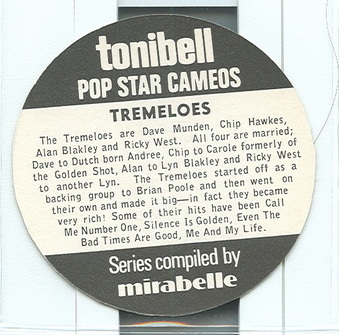 tonibell
POP STAR CAMEOS
TREMELOES
The Tremeloes are Dave Munden, Chip Hawkes,
Alan Blakley and Ricky West. All four are married;
Dave to Dutch born Andree, Chip to Carole formerly of
the Golden Shot, Alan to Lyn Blakley and Ricky West
to another Lyn. The Tremeloes started off as a
backing group to Brian Poole and then went on
their own and made it big—in fact they became
very rich! Some of their hits have been Call
Me Number One, Silence Is Golden, Even The
Bad Times Are Good, Me And My Life.
Series compiled by
mirabelle